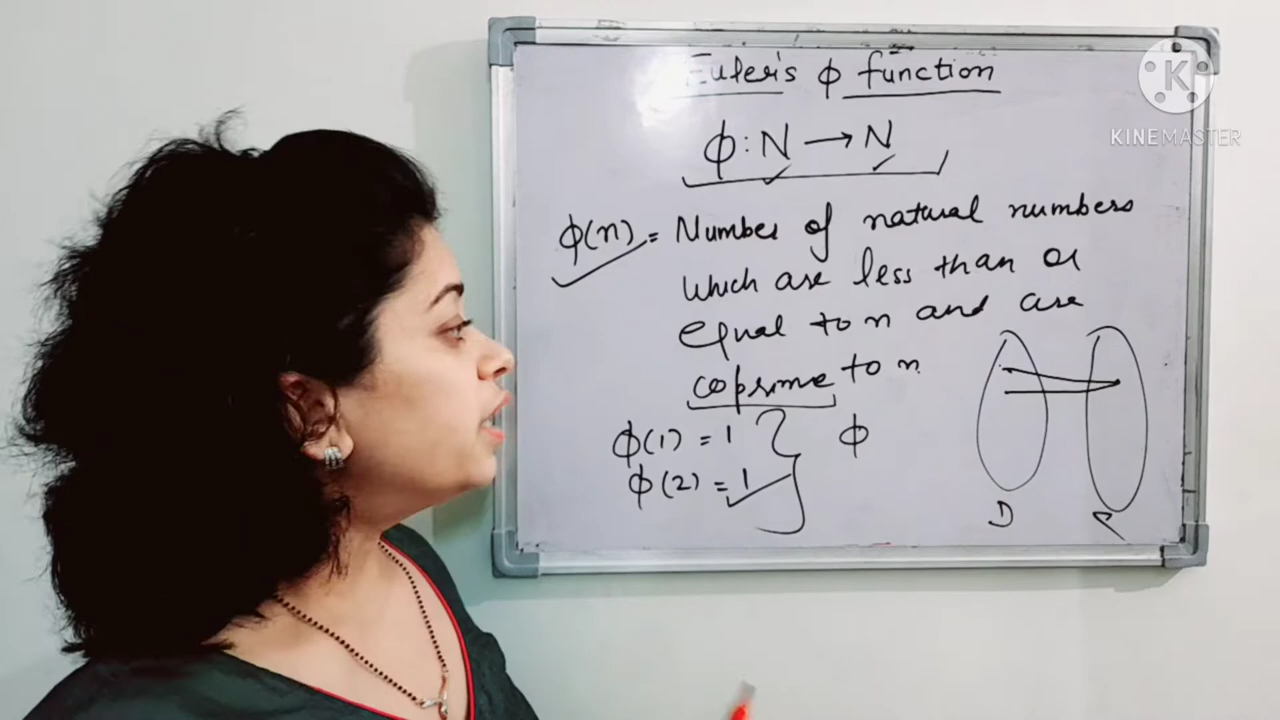 Euler's ϕ function
KINEMASTER
ϕ: N → N
ϕ(n) = Number of natural numbers
which are less than or
equal to n and are
coprime to n
ϕ(1) = 1
ϕ
ϕ(2) = 1
D